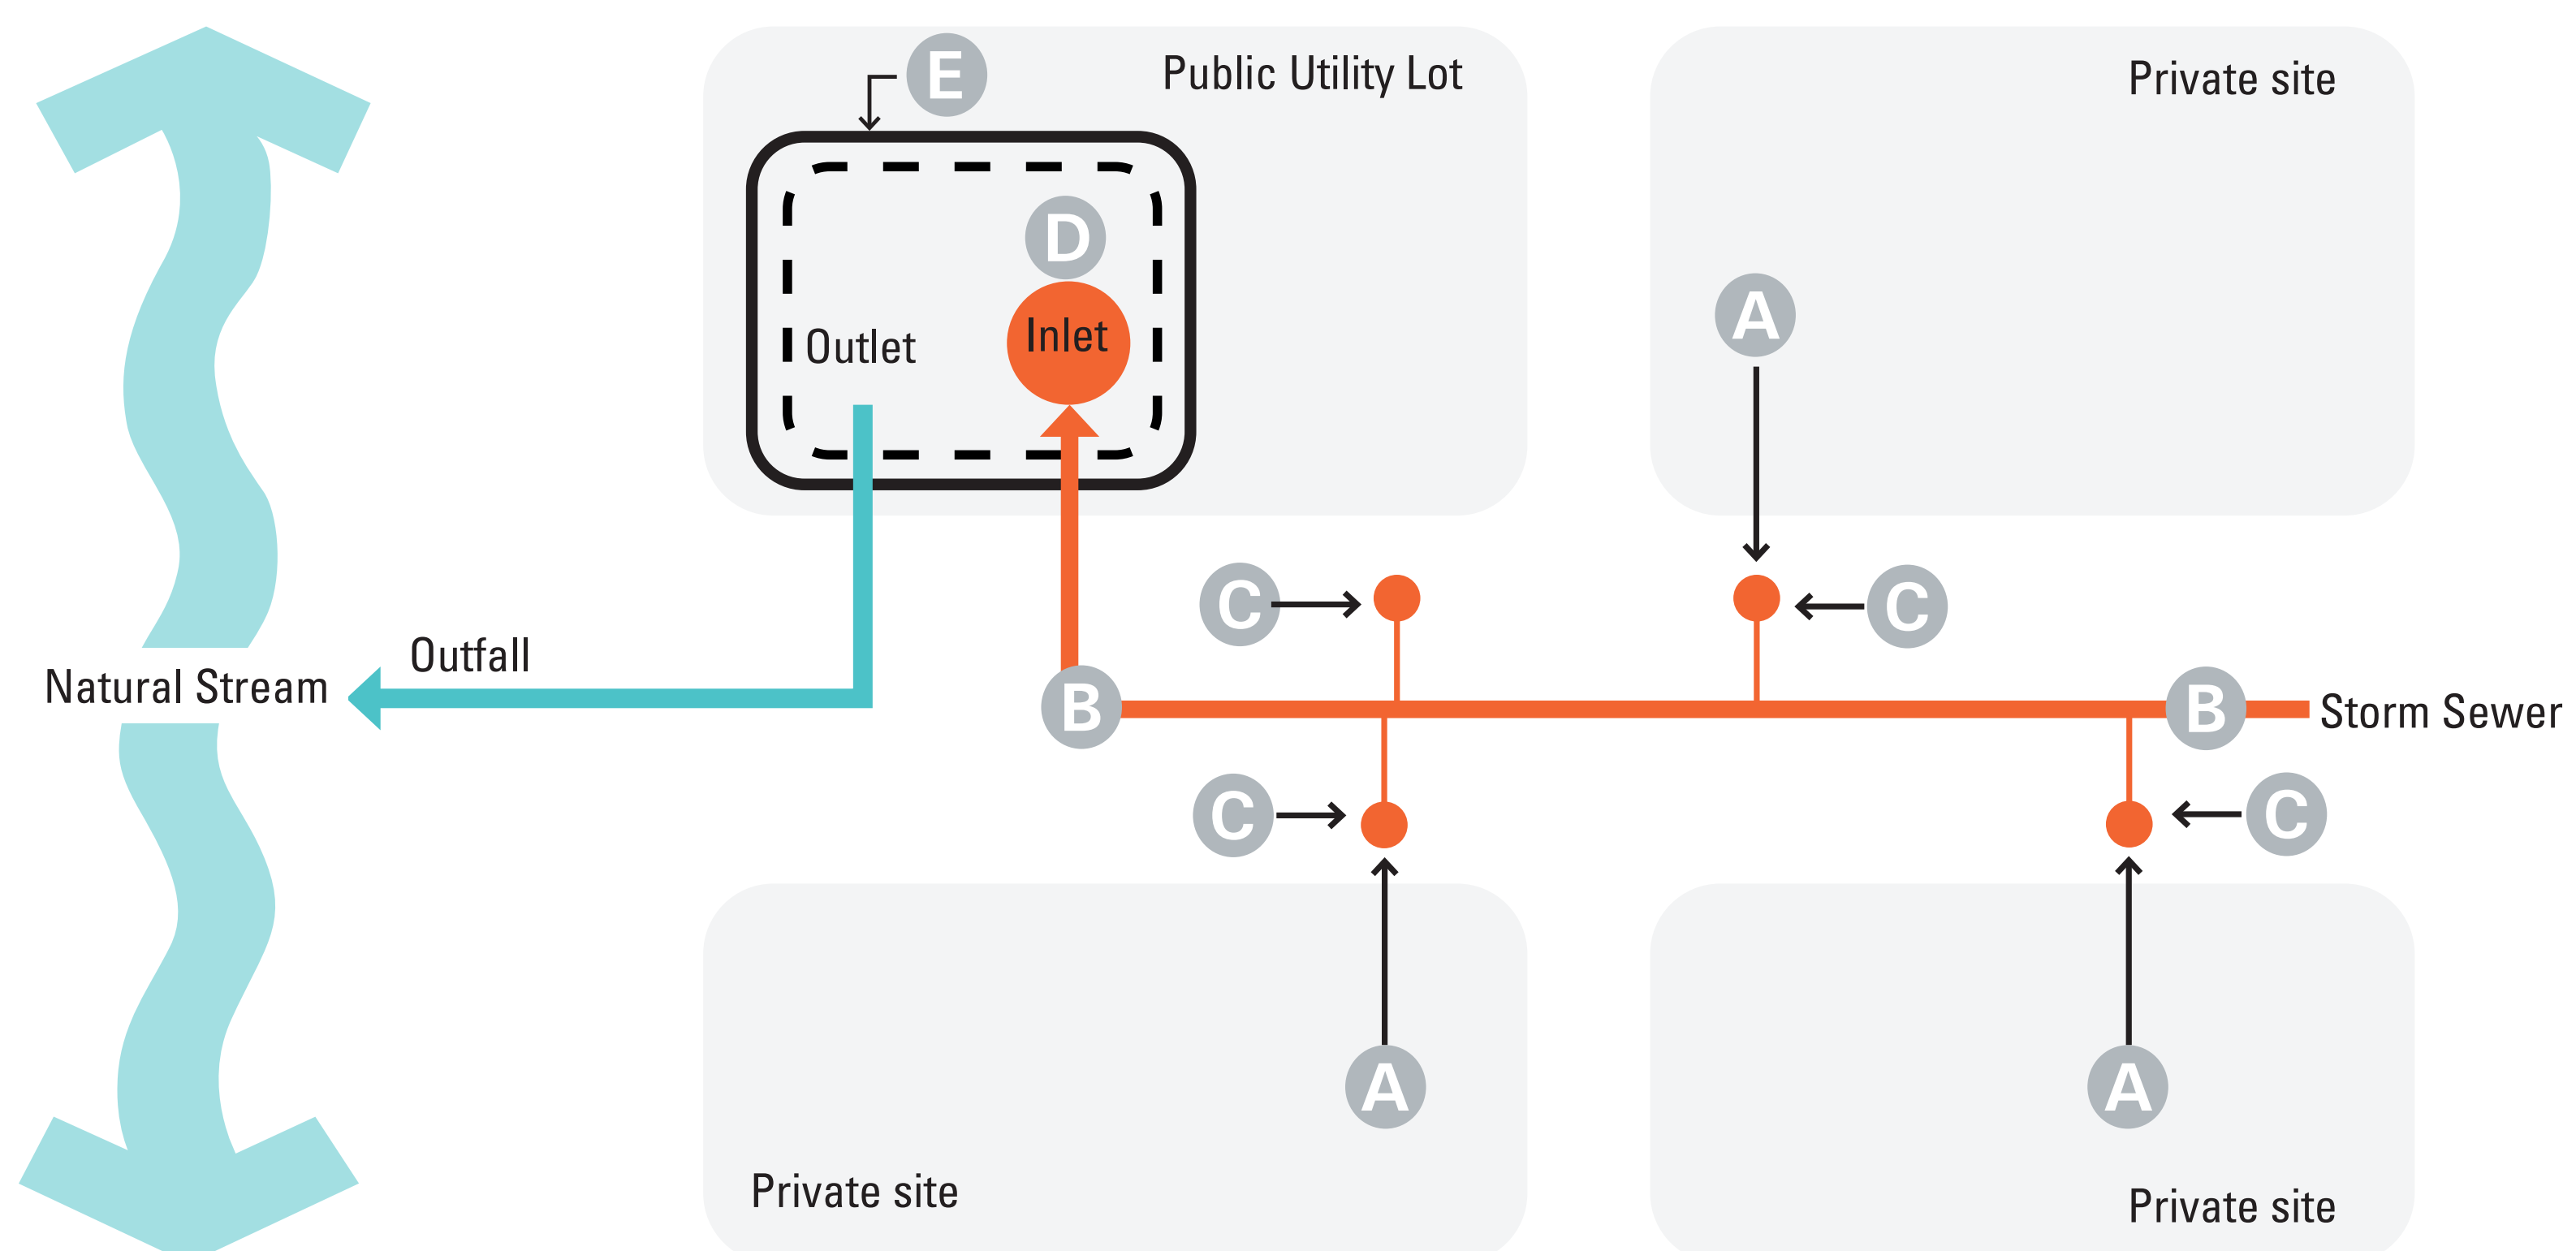 E
Public Utility Lot
Private site
D
Inlet
Outlet
A
C
C
Outfall
Natural Stream
B
B
Storm Sewer
C
C
A
A
Private site
Private site